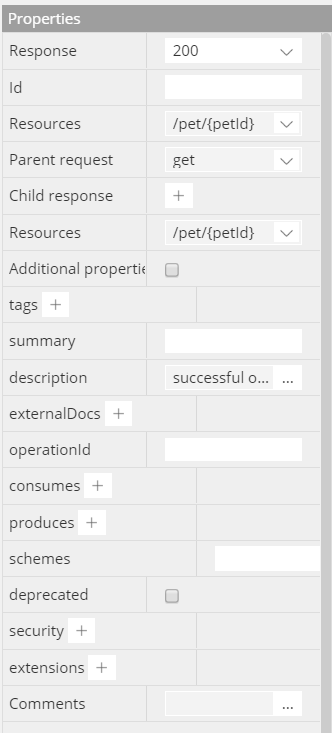 Properties
Response 200
Id
Resources /pet/{petId}
Parent request get
Child response +
Resources /pet/{petId}
Additional propertie
tags +
summary
description successful o... ...
externalDocs +
operationId
consumes +
produces +
schemes
deprecated
security +
extensions +
Comments ...